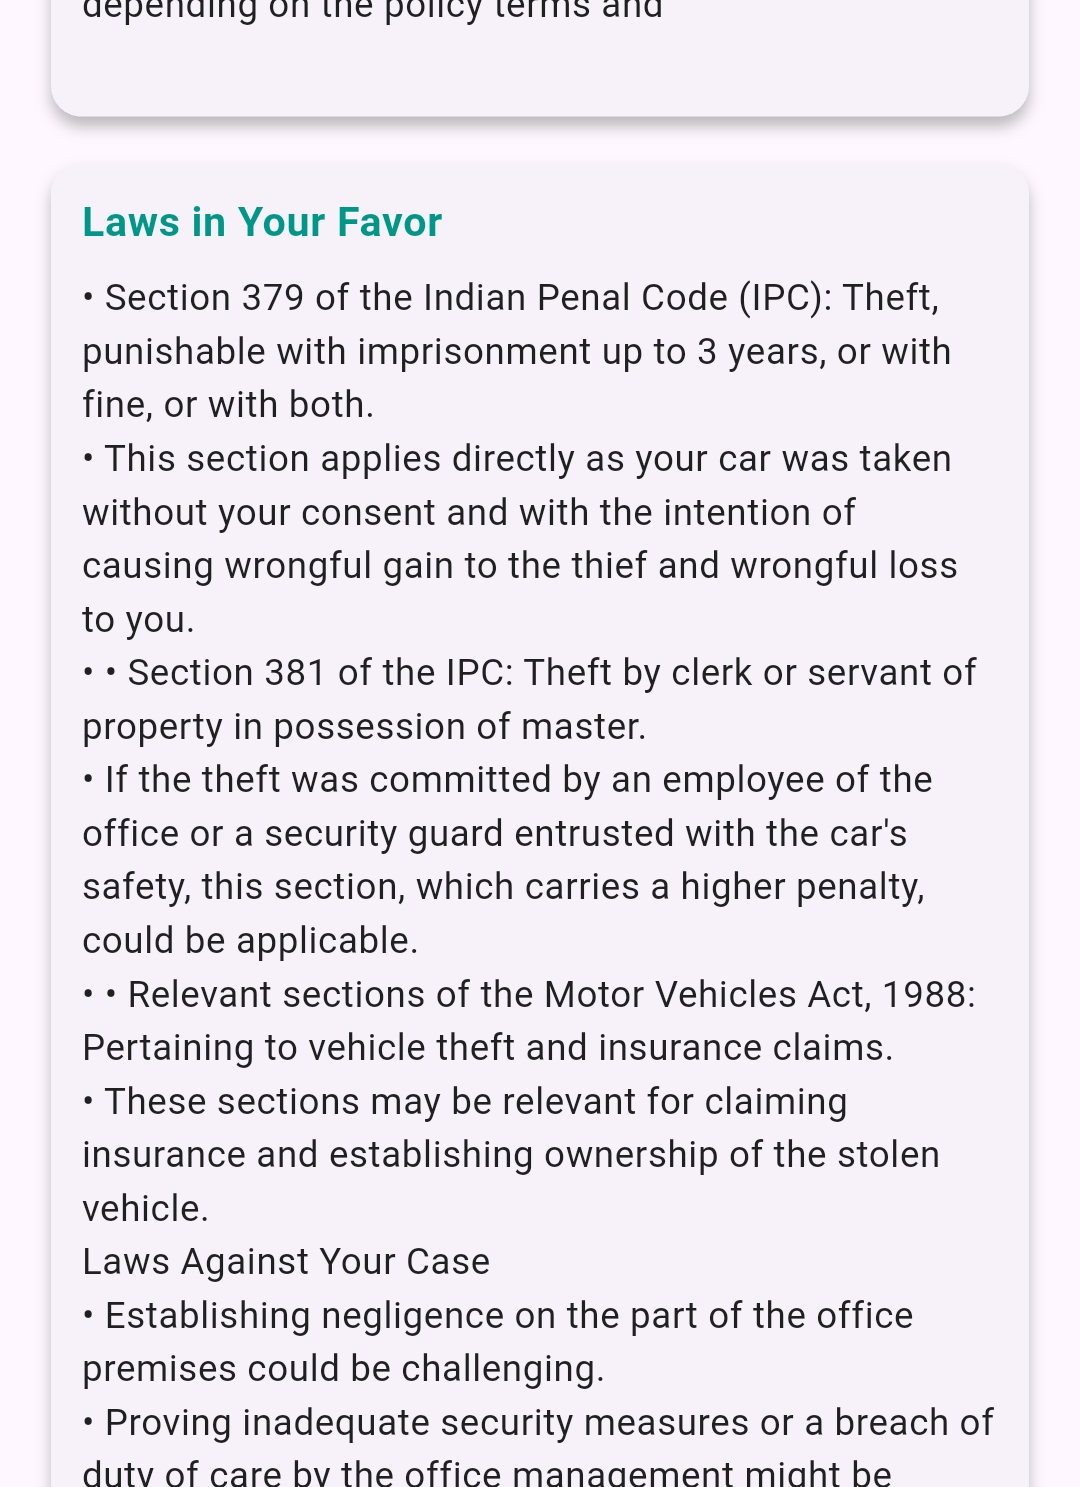 depending on the policy terms and
Laws in Your Favor
• Section 379 of the Indian Penal Code (IPC): Theft,
punishable with imprisonment up to 3 years, or with
fine, or with both.
• This section applies directly as your car was taken
without your consent and with the intention of
causing wrongful gain to the thief and wrongful loss
to you.
• • Section 381 of the IPC: Theft by clerk or servant of
property in possession of master.
• If the theft was committed by an employee of the
office or a security guard entrusted with the car's
safety, this section, which carries a higher penalty,
could be applicable.
• • Relevant sections of the Motor Vehicles Act, 1988:
Pertaining to vehicle theft and insurance claims.
• These sections may be relevant for claiming
insurance and establishing ownership of the stolen
vehicle.
Laws Against Your Case
• Establishing negligence on the part of the office
premises could be challenging.
• Proving inadequate security measures or a breach of
duty of care by the office management might be